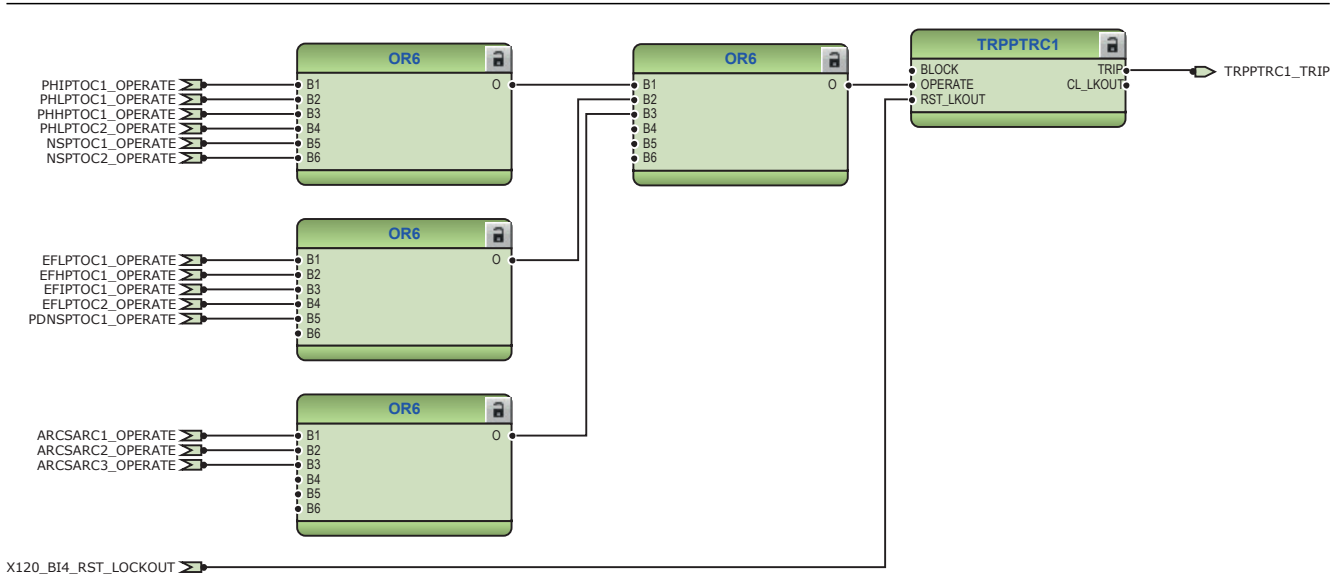 OR6
PHIPTOC1_OPERATE
PHLPTOC1_OPERATE
PHHPTOC1_OPERATE
PHLPTOC2_OPERATE
NSPTOC1_OPERATE
NSPTOC2_OPERATE
B1
B2
B3
B4
B5
B6
O
OR6
B1
B2
B3
B4
B5
B6
O
TRPPTRC1
BLOCK
OPERATE
RST_LKOUT
TRIP
CL_LKOUT
TRPPTRC1_TRIP
OR6
EFLPTOC1_OPERATE
EFHPTOC1_OPERATE
EFIPTOC1_OPERATE
EFLPTOC2_OPERATE
PDNSPTOC1_OPERATE
B1
B2
B3
B4
B5
B6
O
OR6
ARCSARC1_OPERATE
ARCSARC2_OPERATE
ARCSARC3_OPERATE
B1
B2
B3
B4
B5
B6
O
X120_BI4_RST_LOCKOUT